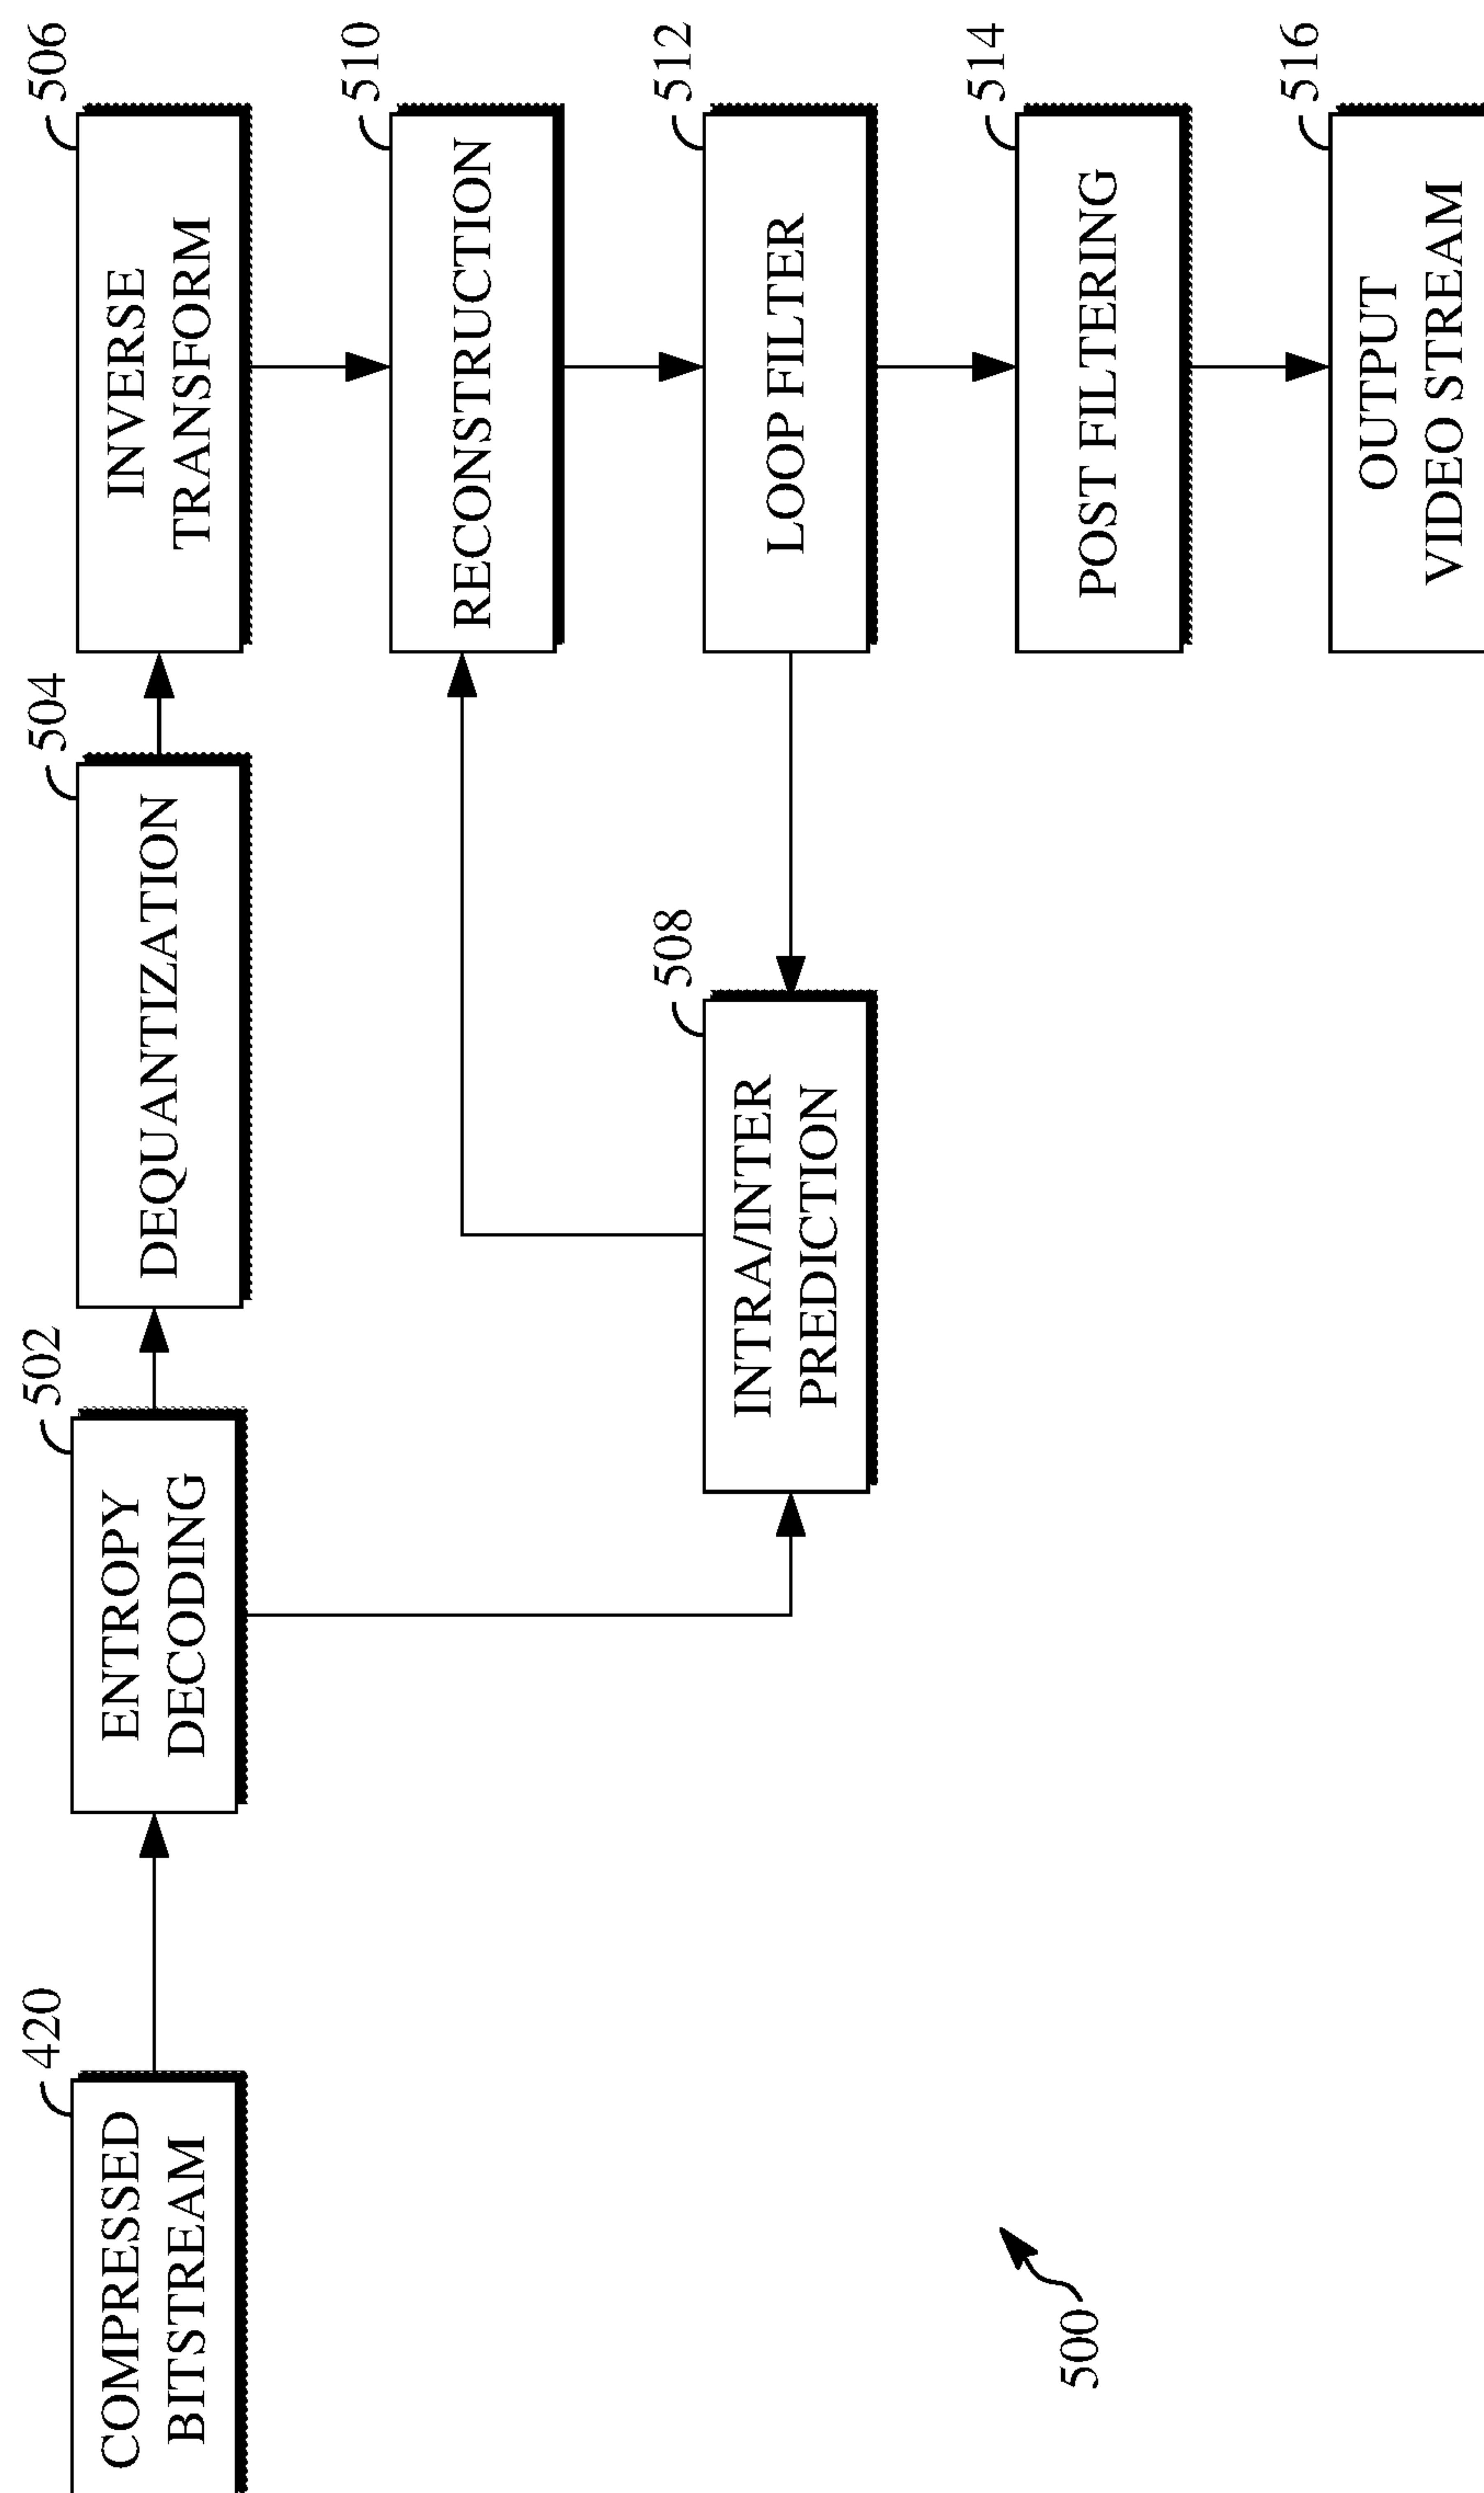 420
COMPRESSED
BITSTREAM
502
ENTROPY
DECODING
504
DEQUANTIZATION
506
INVERSE
TRANSFORM
510
RECONSTRUCTION
508
INTRA/INTER
PREDICTION
512
LOOP FILTER
514
POST FILTERING
516
OUTPUT
VIDEO STREAM
500